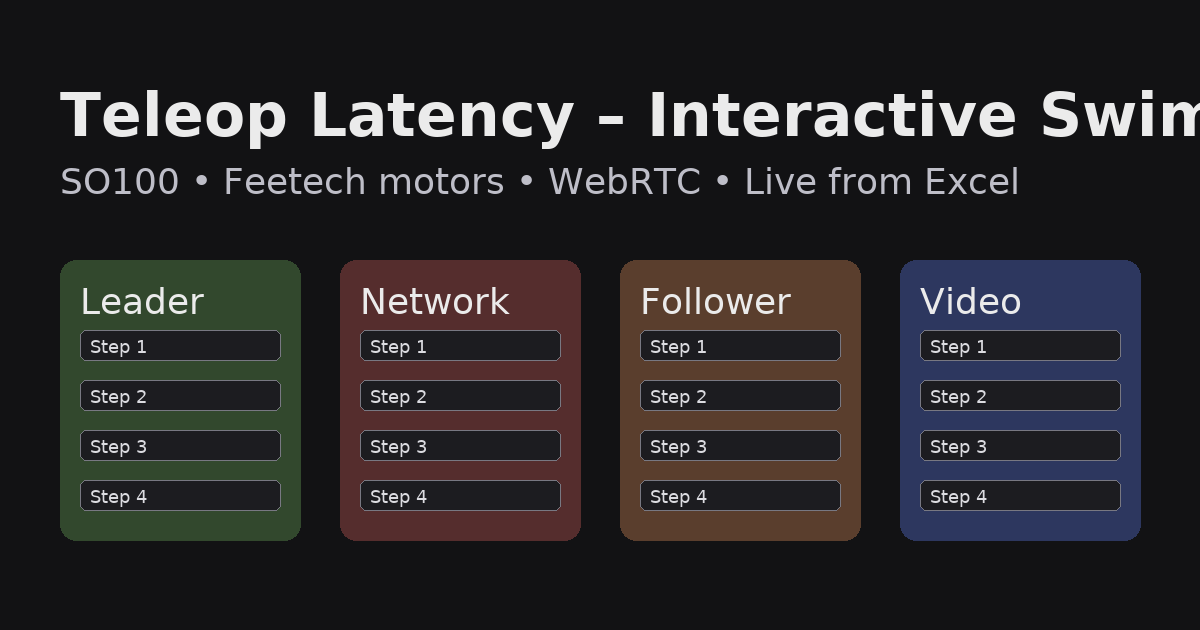 Teleop Latency – Interactive Swim
SO100 • Feetech motors • WebRTC • Live from Excel
Leader
Step 1
Step 2
Step 3
Step 4
Network
Step 1
Step 2
Step 3
Step 4
Follower
Step 1
Step 2
Step 3
Step 4
Video
Step 1
Step 2
Step 3
Step 4